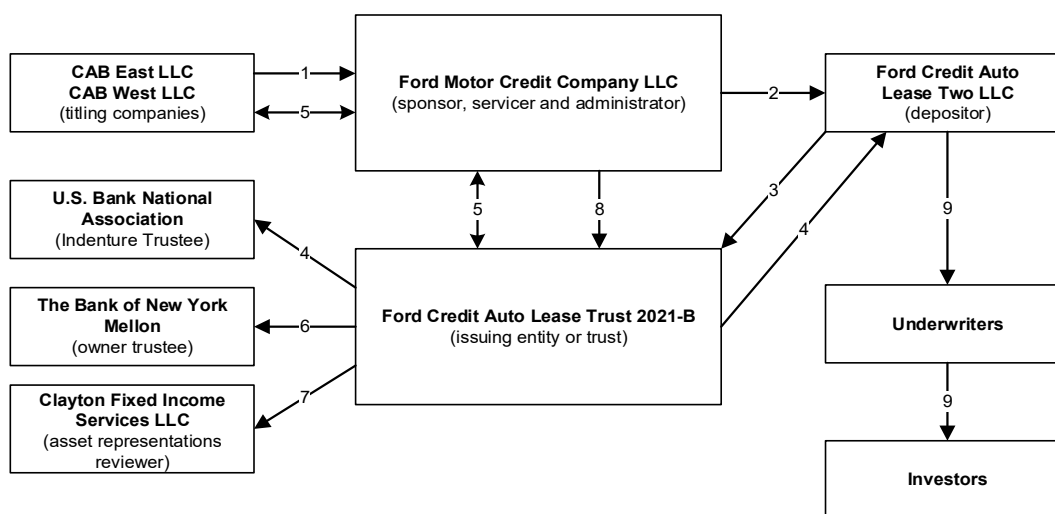 CAB East LLC
CAB West LLC
(titling companies)
1
5
Ford Motor Credit Company LLC
(sponsor, servicer and administrator)
2
Ford Credit Auto
Lease Two LLC
(depositor)
U.S. Bank National
Association
(Indenture Trustee)
4
5
8
3
4
9
The Bank of New York
Mellon
(owner trustee)
6
Ford Credit Auto Lease Trust 2021-B
(issuing entity or trust)
Underwriters
Clayton Fixed Income
Services LLC
(asset representations
reviewer)
7
9
Investors